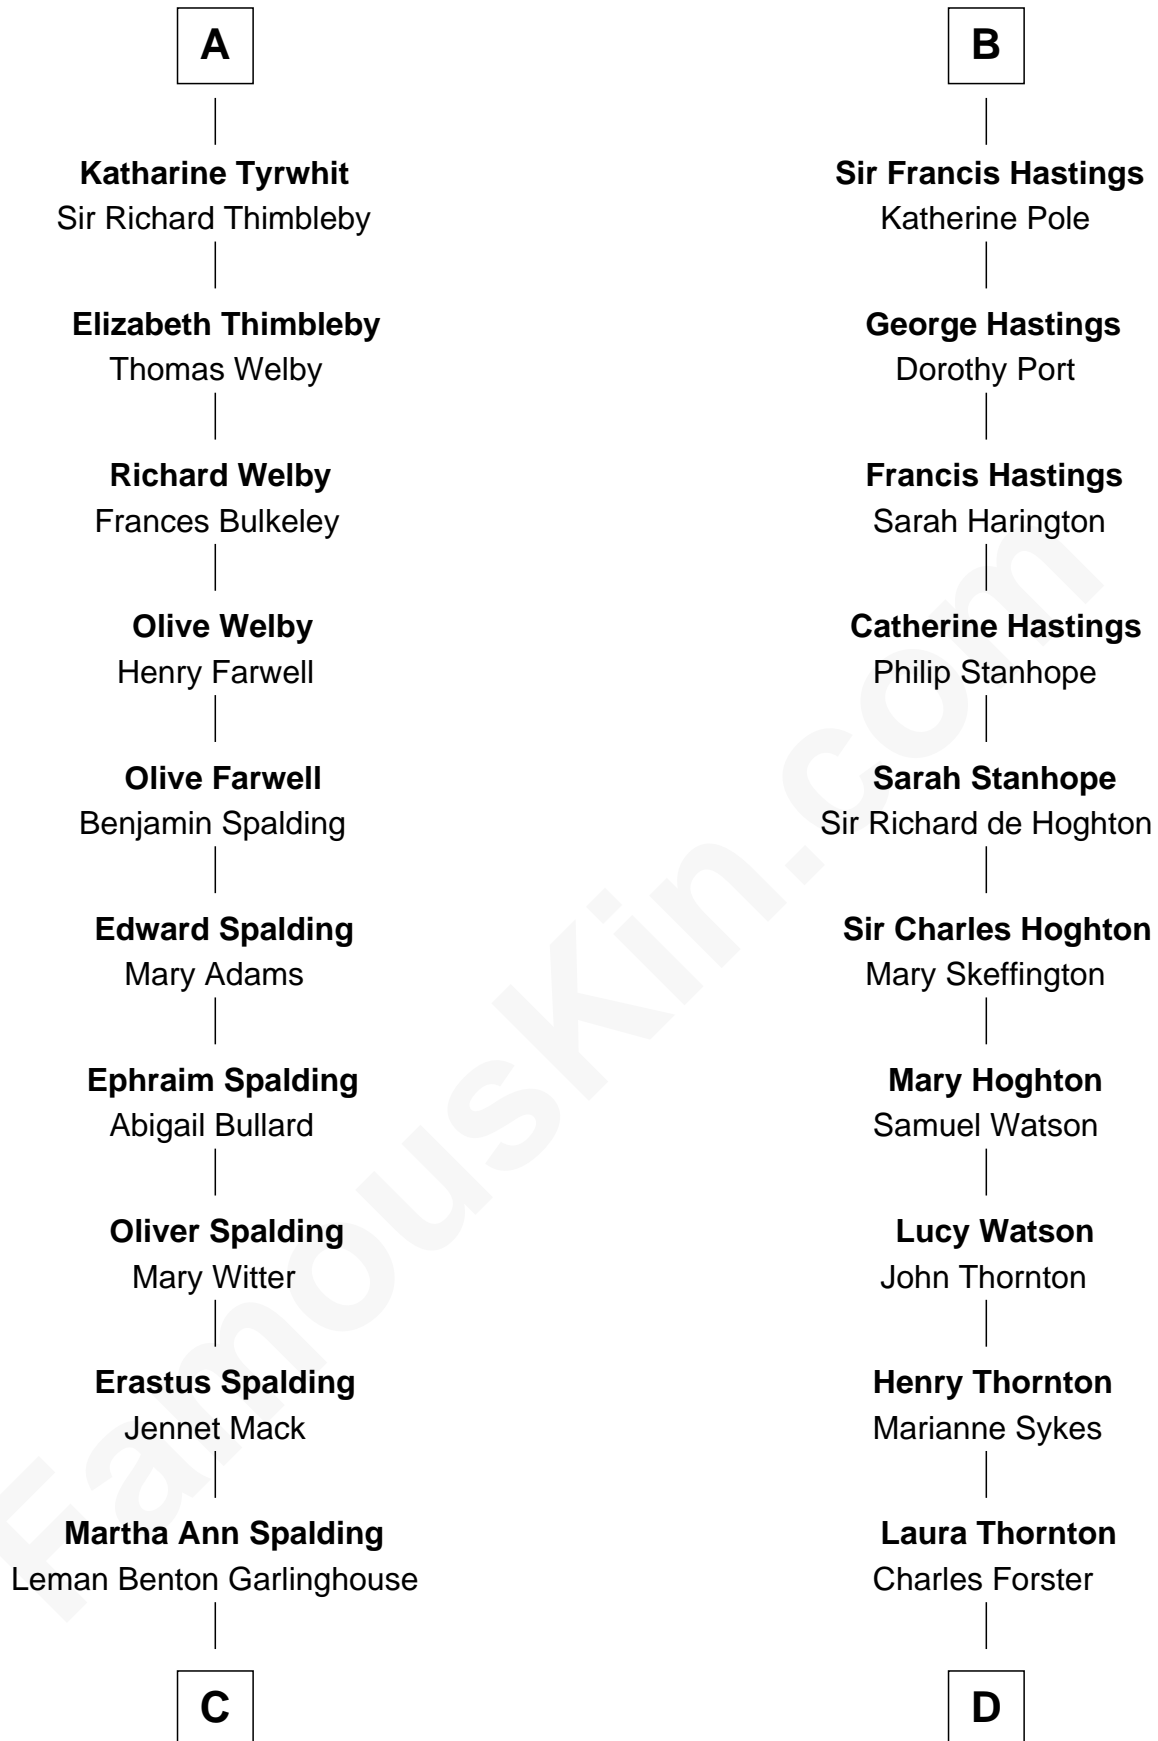 A
Katharine Tyrwhit
Sir Richard Thimbleby
Elizabeth Thimbleby
Thomas Welby
Richard Welby
Frances Bulkeley
Olive Welby
Henry Farwell
Olive Farwell
Benjamin Spalding
Edward Spalding
Mary Adams
Ephraim Spalding
Abigail Bullard
Oliver Spalding
Mary Witter
Erastus Spalding
Jennet Mack
Martha Ann Spalding
Leman Benton Garlinghouse
C
B
Sir Francis Hastings
Katherine Pole
George Hastings
Dorothy Port
Francis Hastings
Sarah Harington
Catherine Hastings
Philip Stanhope
Sarah Stanhope
Sir Richard de Hoghton
Sir Charles Hoghton
Mary Skeffington
Mary Hoghton
Samuel Watson
Lucy Watson
John Thornton
Henry Thornton
Marianne Sykes
Laura Thornton
Charles Forster
D
FamousKin.com